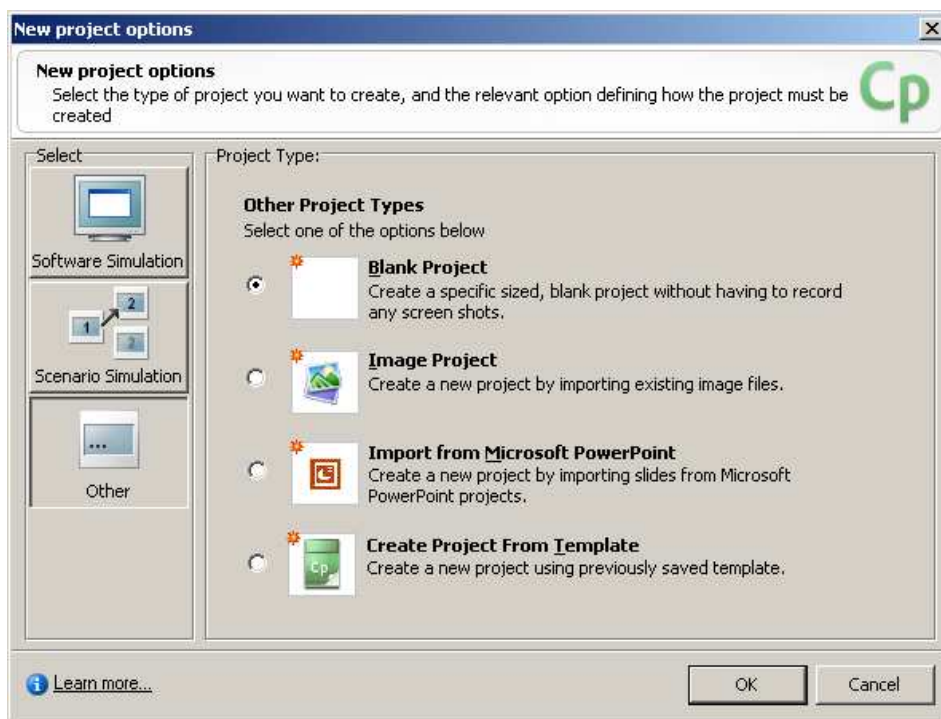 New project options
New project options
Select the type of project you want to create, and the relevant option defining how the project must be
created
Cp
Select
Software Simulation
1
2
2
Scenario Simulation
...
Other
Project Type:
Other Project Types
Select one of the options below
Blank Project
Create a specific sized, blank project without having to record
any screen shots.
Image Project
Create a new project by importing existing image files.
Import from Microsoft PowerPoint
Create a new project by importing slides from Microsoft
PowerPoint projects.
Cp
Create Project From Template
Create a new project using previously saved template.
Learn more...
OK
Cancel